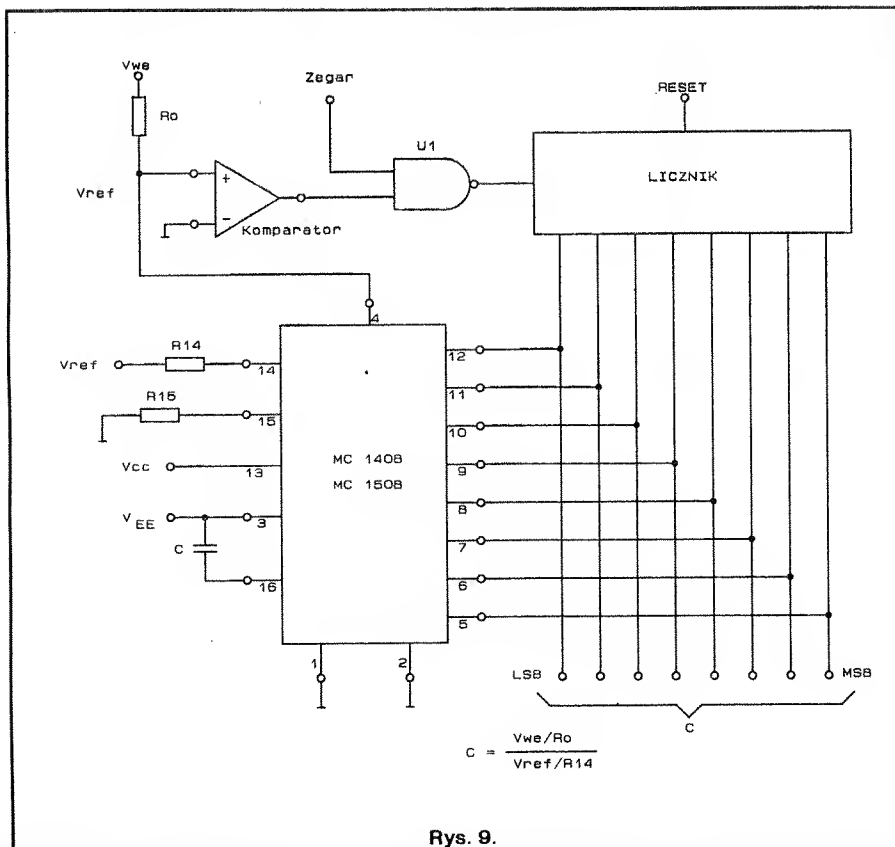 Vwe
Zegar
RESET
Ro
U1
LICZNIK
Vref
+
-
Komparator
4
R14
Vref
14
12
R15
15
11
10
Vcc
13
MC 1408
MC 1508
9
VEE
3
8
C
7
16
6
5
1
2
LSB
MSB
C
C = Vwe/Ro
Vref/R14
Rys. 9.